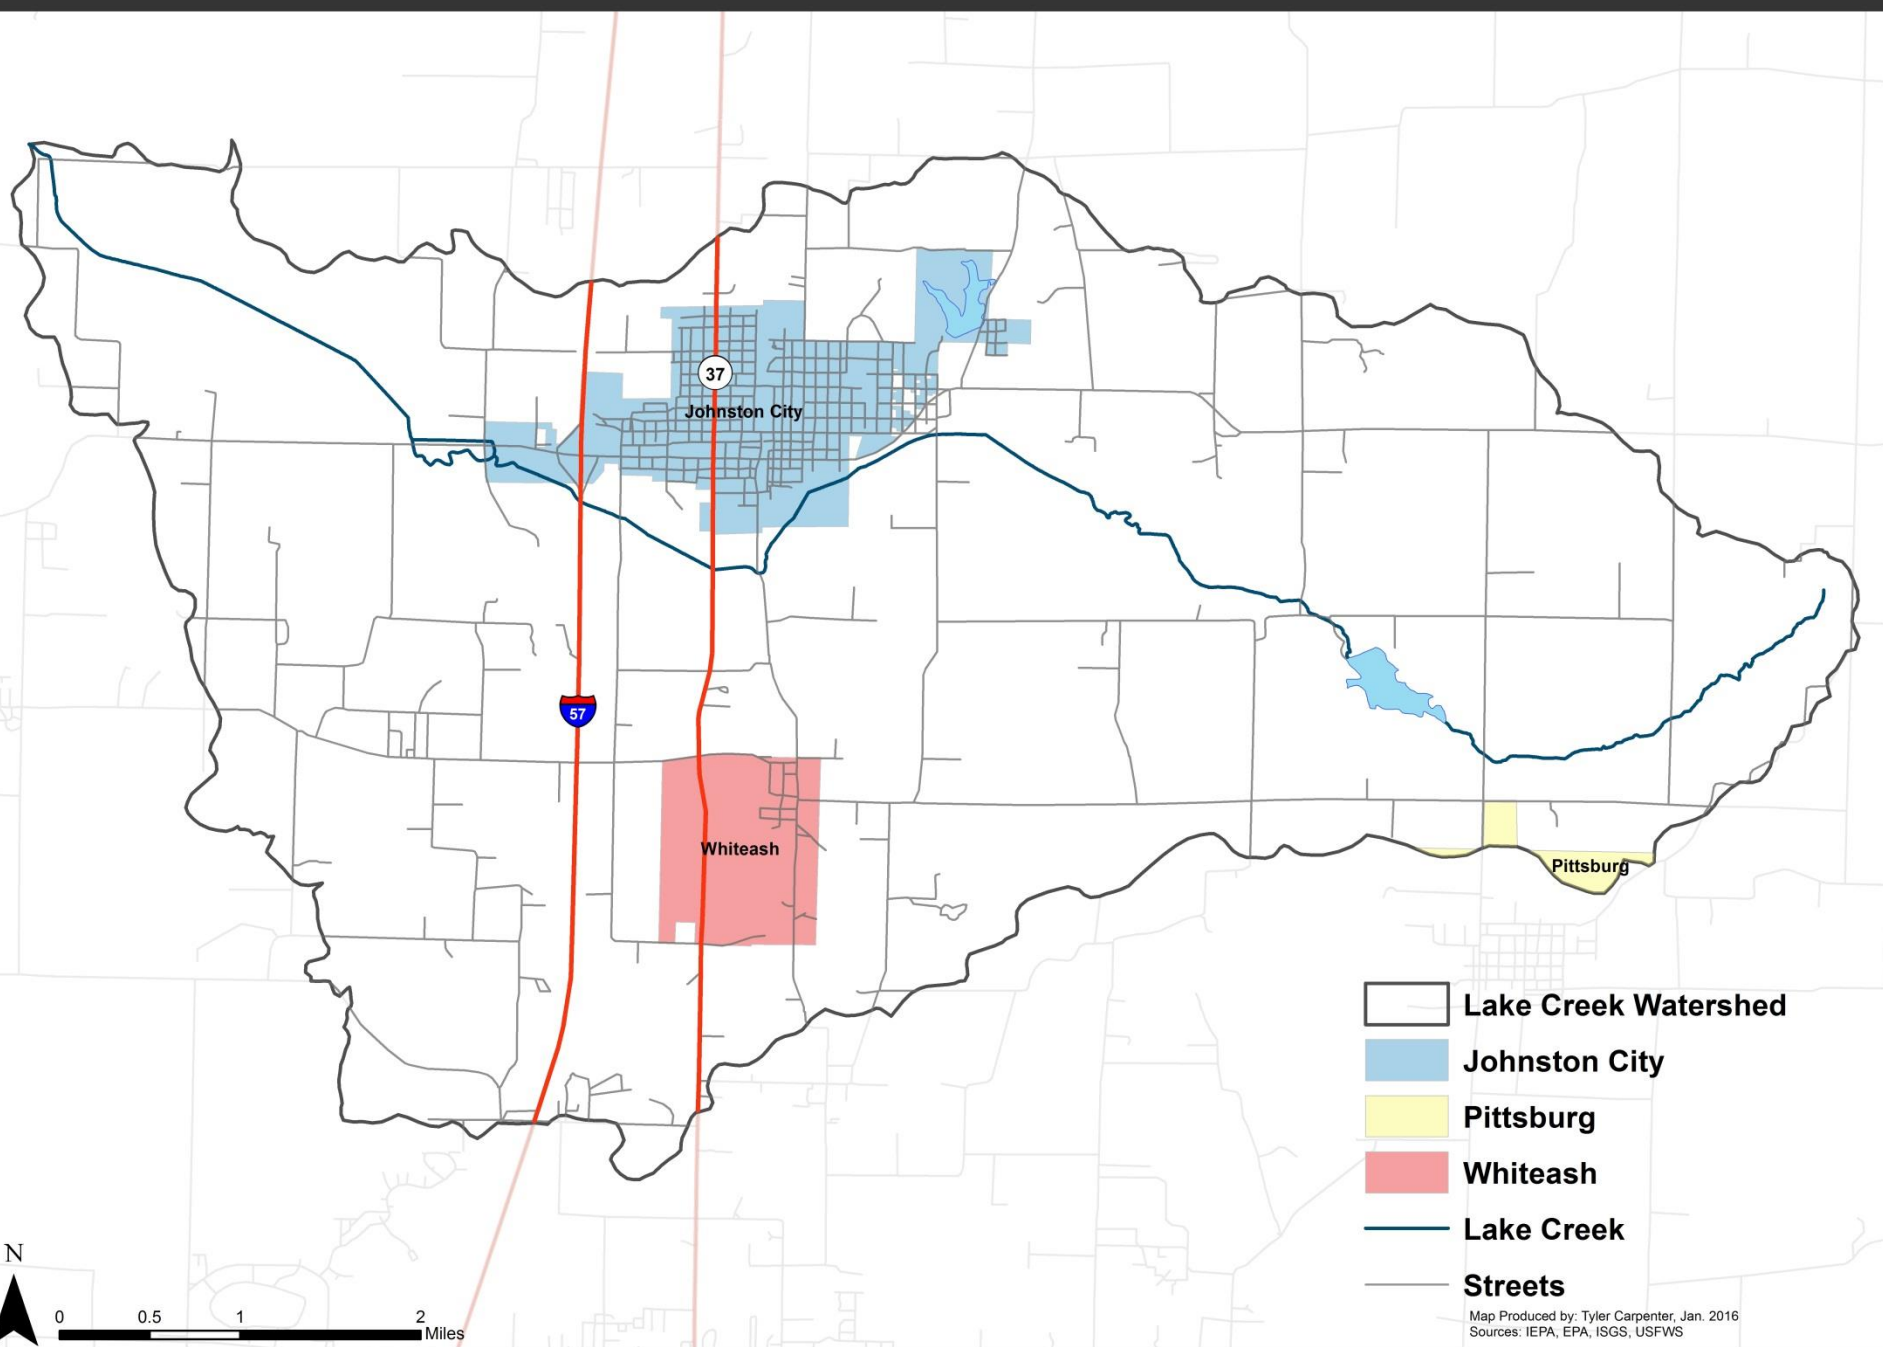 37
Johnston City
57
Whiteash
Pittsburg
Lake Creek Watershed
Johnston City
Pittsburg
Whiteash
Lake Creek
Streets
Map Produced by: Tyler Carpenter, Jan. 2016
Sources: IEPA, EPA, ISGS, USFWS
N
0 0.5 1 2
Miles